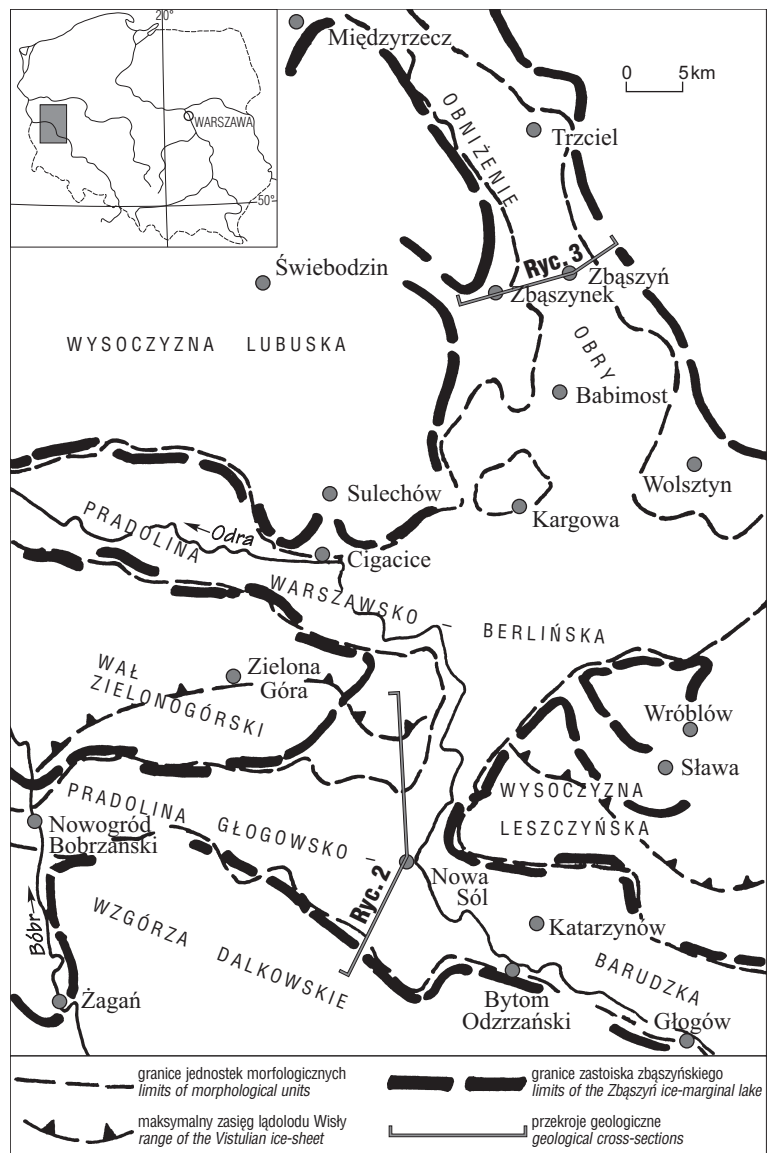 20°
WARSZAWA
50°
Międzyrzecz
0 5 km
Trzciel
OBNIŻENIE
Świebodzin
Ryc. 3
Zbąszyń
Zbąszynek
WYSOCZYZNA LUBUSKA
OBRY
Babimost
Wolsztyn
Sulechów
Kargowa
PRADOLINA
Odra
Cigacice
WARSZAWSKO –
BERLIŃSKA
WAŁ
ZIELONOGÓRSKI
Zielona
Góra
Wróblów
Sława
WYSOCZYZNA
LESZCZYŃSKA
PRADOLINA
GŁOGOWSKO –
Nowogród
Bobrzański
Ryc. 2
Nowa
Sól
Bóbr
WZGÓRZA
DALKOWSKIE
Katarzynów
BARUDZKA
Żagań
Bytom
Odzrzański
Głogów
granice jednostek morfologicznych
limits of morphological units
granice zastoiska zbąszyńskiego
limits of the Zbąszyń ice-marginal lake
maksymalny zasięg lądolodu Wisły
range of the Vistulian ice-sheet
przekroje geologiczne
geological cross-sections